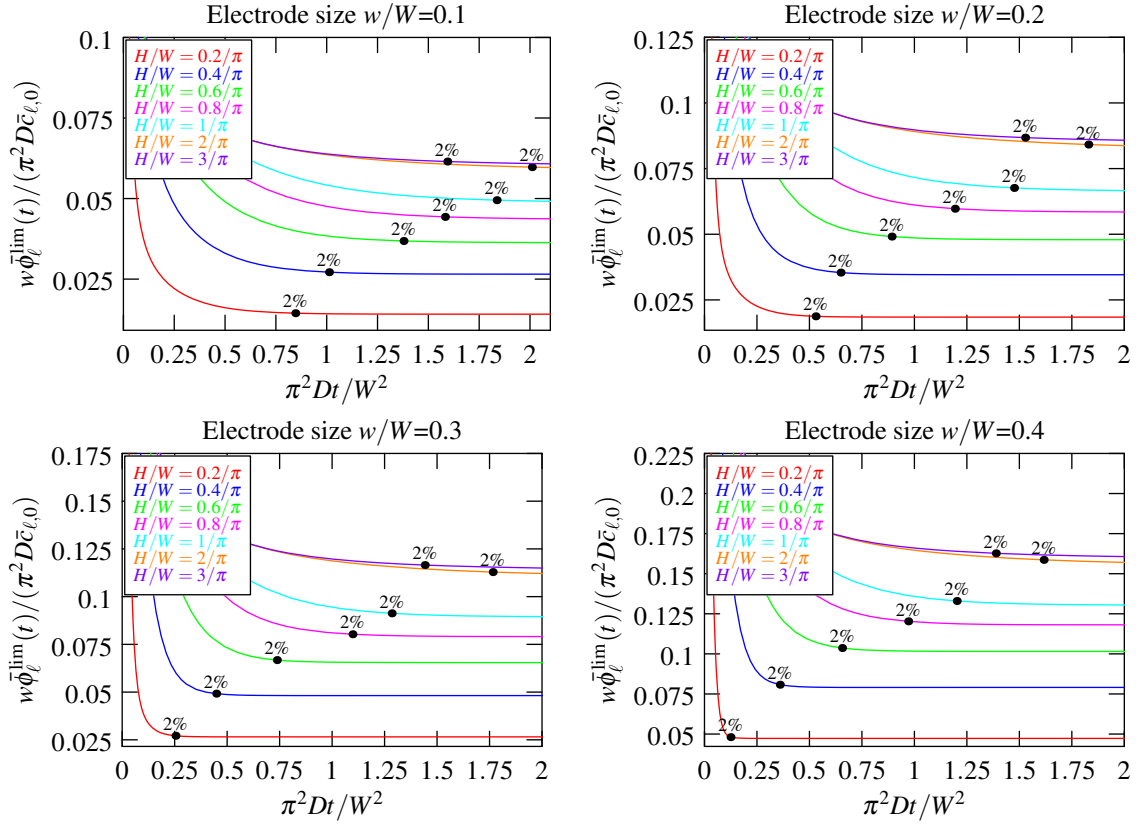 Electrode size w/W=0.1
wϕ̄ₗˡⁱᵐ(t)/(π²Dc̄ₗ,₀)
0.1
0.075
0.05
0.025
H/W = 0.2/π
H/W = 0.4/π
H/W = 0.6/π
H/W = 0.8/π
H/W = 1/π
H/W = 2/π
H/W = 3/π
2%
2%
2%
2%
2%
2%
2%
0 0.25 0.5 0.75 1 1.25 1.5 1.75 2
π²Dt/W²
Electrode size w/W=0.2
wϕ̄ₗˡⁱᵐ(t)/(π²Dc̄ₗ,₀)
0.125
0.1
0.075
0.05
0.025
H/W = 0.2/π
H/W = 0.4/π
H/W = 0.6/π
H/W = 0.8/π
H/W = 1/π
H/W = 2/π
H/W = 3/π
2%
2%
2%
2%
2%
2%
2%
0 0.25 0.5 0.75 1 1.25 1.5 1.75 2
π²Dt/W²
Electrode size w/W=0.3
wϕ̄ₗˡⁱᵐ(t)/(π²Dc̄ₗ,₀)
0.175
0.15
0.125
0.1
0.075
0.05
0.025
H/W = 0.2/π
H/W = 0.4/π
H/W = 0.6/π
H/W = 0.8/π
H/W = 1/π
H/W = 2/π
H/W = 3/π
2%
2%
2%
2%
2%
2%
2%
0 0.25 0.5 0.75 1 1.25 1.5 1.75 2
π²Dt/W²
Electrode size w/W=0.4
wϕ̄ₗˡⁱᵐ(t)/(π²Dc̄ₗ,₀)
0.225
0.2
0.175
0.15
0.125
0.1
0.075
0.05
H/W = 0.2/π
H/W = 0.4/π
H/W = 0.6/π
H/W = 0.8/π
H/W = 1/π
H/W = 2/π
H/W = 3/π
2%
2%
2%
2%
2%
2%
2%
0 0.25 0.5 0.75 1 1.25 1.5 1.75 2
π²Dt/W²